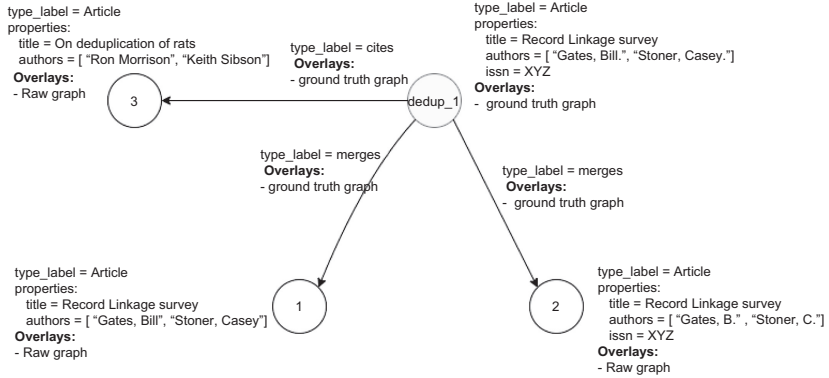 type_label = Article
properties:
title = On deduplication of rats
authors = [ “Ron Morrison”, “Keith Sibson”]
Overlays:
- Raw graph
3
type_label = cites
Overlays:
- ground truth graph
dedup_1
type_label = Article
properties:
title = Record Linkage survey
authors = [ “Gates, Bill.”, “Stoner, Casey.”]
issn = XYZ
Overlays:
- ground truth graph
type_label = merges
Overlays:
- ground truth graph
type_label = merges
Overlays:
- ground truth graph
type_label = Article
properties:
title = Record Linkage survey
authors = [ “Gates, Bill”, “Stoner, Casey”]
Overlays:
- Raw graph
1
2
type_label = Article
properties:
title = Record Linkage survey
authors = [ “Gates, B.” , “Stoner, C.”]
issn = XYZ
Overlays:
- Raw graph